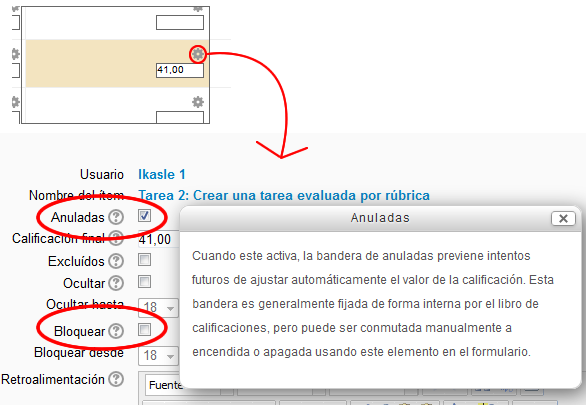 41,00
Usuario Ikasle 1
Nombre del ítem Tarea 2: Crear una tarea evaluada por rúbrica
Anuladas
Calificación final 41,00
Excluídos
Ocultar
Ocultar hasta 18
Bloquear
Bloquear desde 18
Retroalimentación
Fuente
Anuladas
Cuando este activa, la bandera de anuladas previene intentos
futuros de ajustar automáticamente el valor de la calificación. Esta
bandera es generalmente fijada de forma interna por el libro de
calificaciones, pero puede ser conmutada manualmente a
encendida o apagada usando este elemento en el formulario.